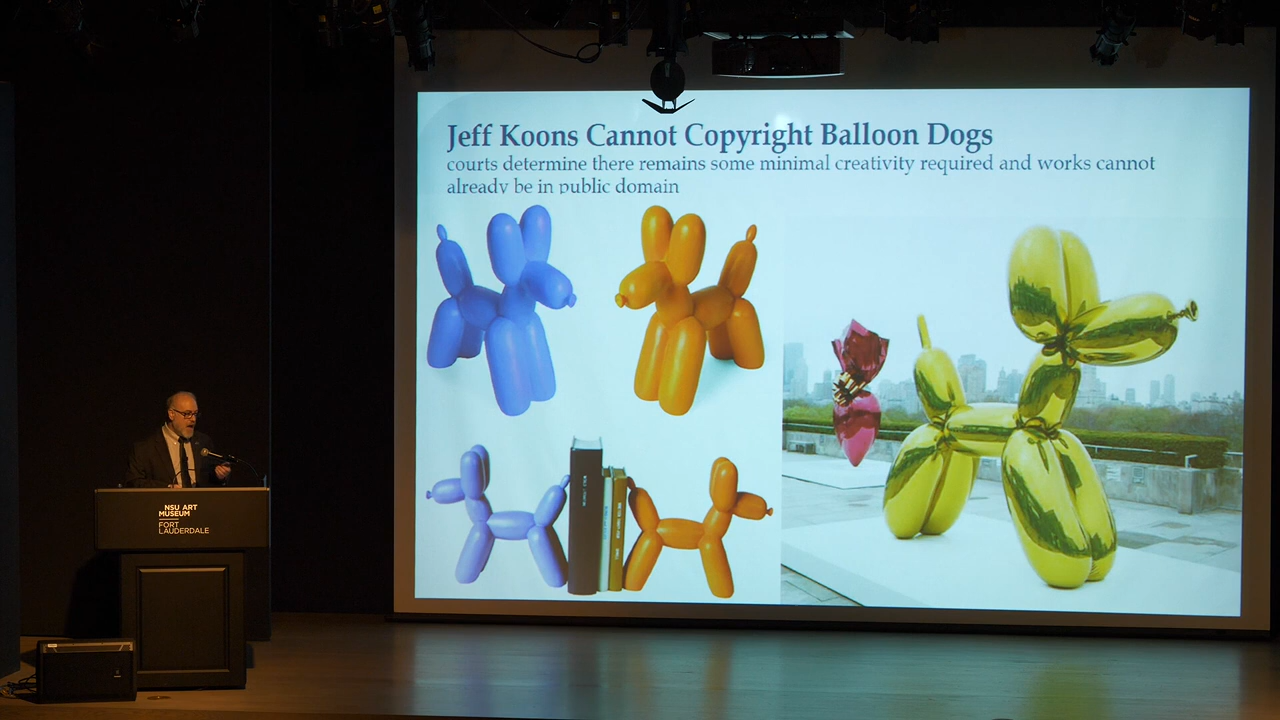 Jeff Koons Cannot Copyright Balloon Dogs
courts determine there remains some minimal creativity required and works cannot
already be in public domain
NSU ART
MUSEUM
FORT
LAUDERDALE